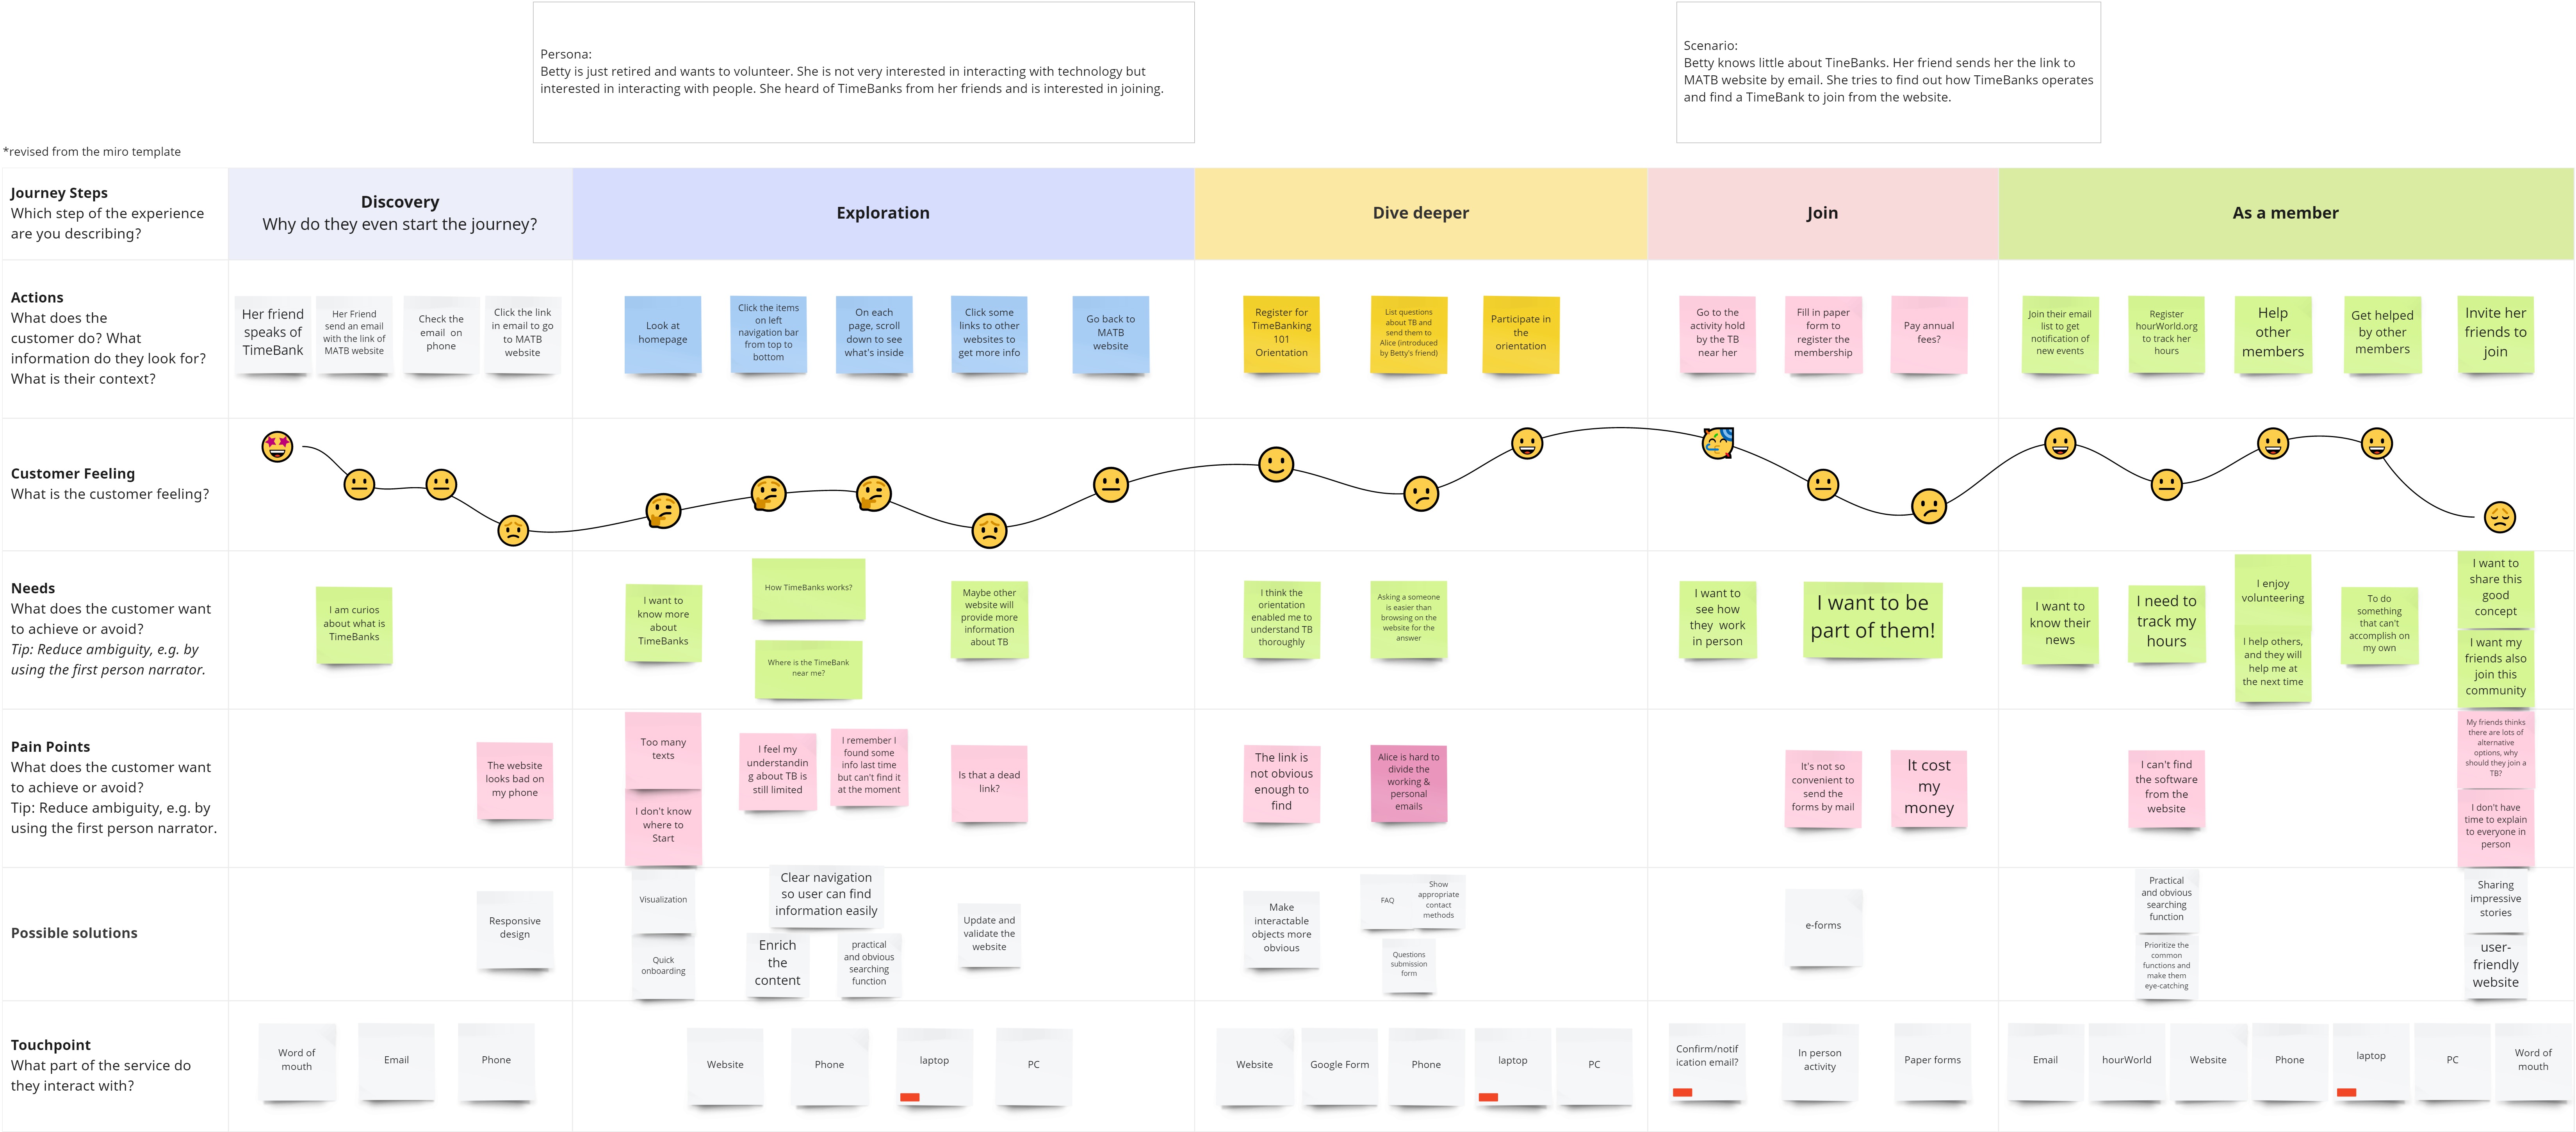 Persona:
Betty is just retired and wants to volunteer. She is not very interested in interacting with technology but
interested in interacting with people. She heard of TimeBanks from her friends and is interested in joining.
Scenario:
Betty knows little about TineBanks. Her friend sends her the link to
MATB website by email. She tries to find out how TimeBanks operates
and find a TimeBank to join from the website.
*revised from the miro template
Journey Steps
Which step of the experience
are you describing?
Discovery
Why do they even start the journey?
Exploration
Dive deeper
Join
As a member
Actions
What does the
customer do? What
information do they look for?
What is their context?
Her friend
speaks of
TimeBank
Her Friend
send an email
with the link of
MATB website
Check the
email on
phone
Click the link
in email to go
to MATB
website
Look at
homepage
Click the items
on left
navigation bar
from top to
bottom
On each
page, scroll
down to see
what's inside
Click some
links to other
websites to
get more info
Go back to
MATB
website
Register for
TimeBanking
101
Orientation
List questions
about TB and
send them to
Alice (introduced
by Betty's friend)
Participate in
the
orientation
Go to the
activity hold
by the TB
near her
Fill in paper
form to
register the
membership
Pay annual
fees?
Join their email
list to get
notification of
new events
Register
hourWorld.org
to track her
hours
Help
other
members
Get helped
by other
members
Invite her
friends to
join
Customer Feeling
What is the customer feeling?
Needs
What does the customer want
to achieve or avoid?
Tip: Reduce ambiguity, e.g. by
using the first person narrator.
I am curios
about what is
TimeBanks
I want to
know more
about
TimeBanks
How TimeBanks works?
Where is the TimeBank
near me?
Maybe other
website will
provide more
information
about TB
I think the
orientation
enabled me to
understand TB
thoroughly
Asking a someone
is easier than
browsing on the
website for the
answer
I want to
see how
they work
in person
I want to be
part of them!
I want to
know their
news
I need to
track my
hours
I enjoy
volunteering
I help others,
and they will
help me at
the next time
To do
something
that can't
accomplish on
my own
I want to
share this
good
concept
I want my
friends also
join this
community
Pain Points
What does the customer want
to achieve or avoid?
Tip: Reduce ambiguity, e.g. by
using the first person narrator.
The website
looks bad on
my phone
Too many
texts
I don't know
where to
Start
I feel my
understandin
g about TB is
still limited
I remember I
found some
info last time
but can't find it
at the moment
Is that a dead
link?
The link is
not obvious
enough to
find
Alice is hard to
divide the
working &
personal
emails
It's not so
convenient to
send the
forms by mail
It cost
my
money
I can't find
the software
from the
website
My friends thinks
there are lots of
alternative
options, why
should they join a
TB?
I don't have
time to explain
to everyone in
person
Possible solutions
Responsive
design
Visualization
Quick
onboarding
Clear navigation
so user can find
information easily
Enrich
the
content
practical
and obvious
searching
function
Update and
validate the
website
Make
interactable
objects more
obvious
FAQ
Show
appropriate
contact
methods
Questions
submission
form
e-forms
Practical
and obvious
searching
function
Prioritize the
common
functions and
make them
eye-catching
Sharing
impressive
stories
user-
friendly
website
Touchpoint
What part of the service do
they interact with?
Word of
mouth
Email
Phone
Website
Phone
laptop
PC
Website
Google Form
Phone
laptop
PC
Confirm/notif
ication email?
In person
activity
Paper forms
Email
hourWorld
Website
Phone
laptop
PC
Word of
mouth